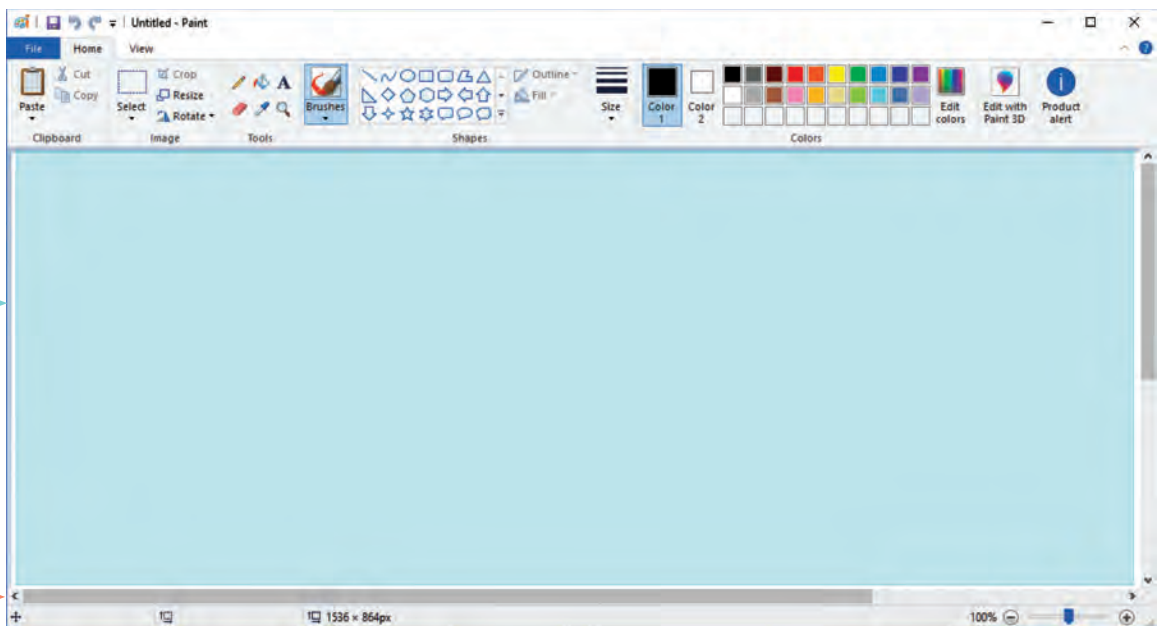 Untitled - Paint
File Home View
Paste
Cut
Copy
Clipboard
Select
Crop
Resize
Rotate
Image
A
Tools
Brushes
Outline
Fill
Shapes
Size
Color 1
Color 2
Edit colors
Edit with Paint 3D
Product alert
Colors
1536 × 864px
100%